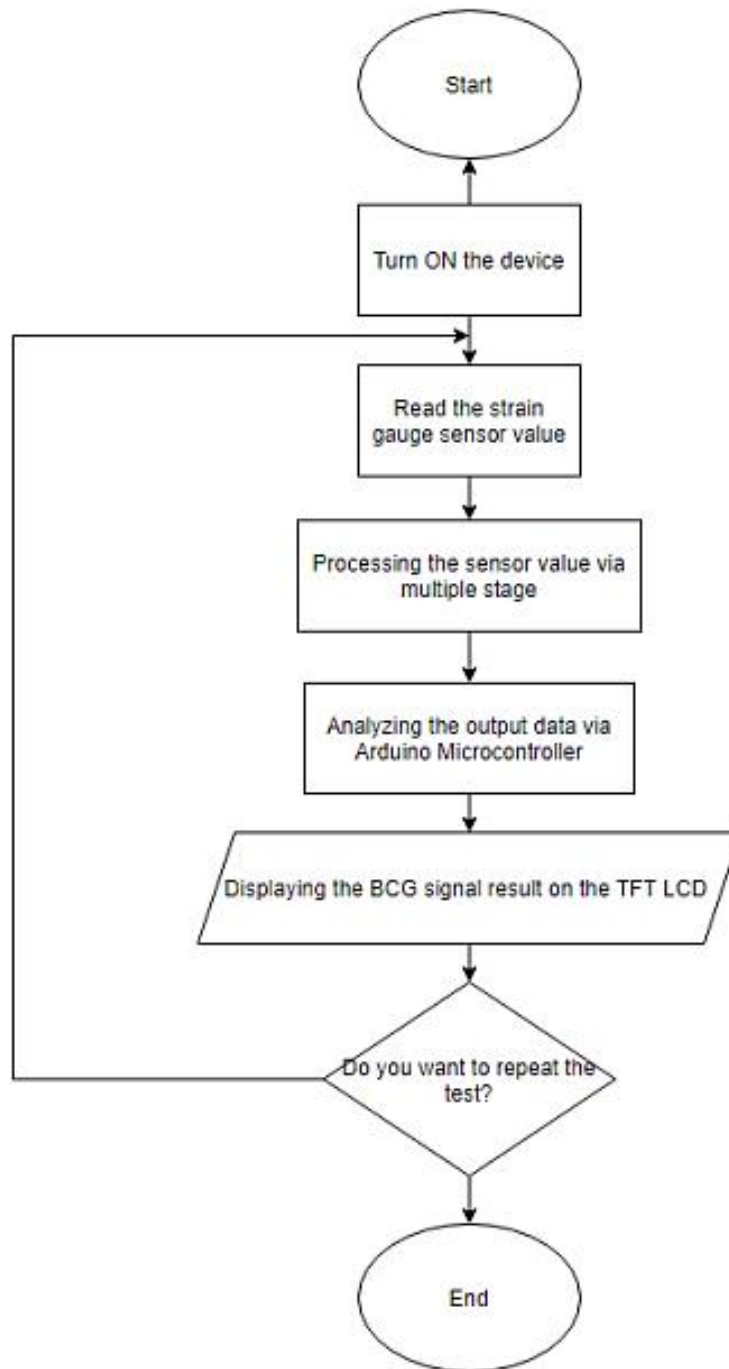 Start
Turn ON the device
Read the strain
gauge sensor value
Processing the sensor value via
multiple stage
Analyzing the output data via
Arduino Microcontroller
Displaying the BCG signal result on the TFT LCD
Do you want to repeat the
test?
End